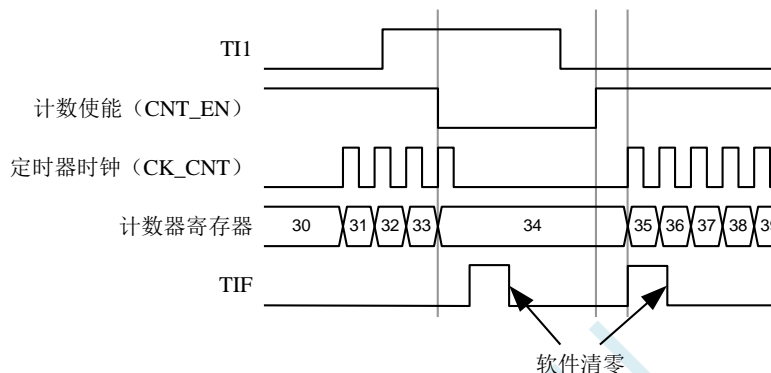 TI1
计数使能（CNT_EN）
定时器时钟（CK_CNT）
计数器寄存器 30 31 32 33 34 35 36 37 38 39
TIF
软件清零